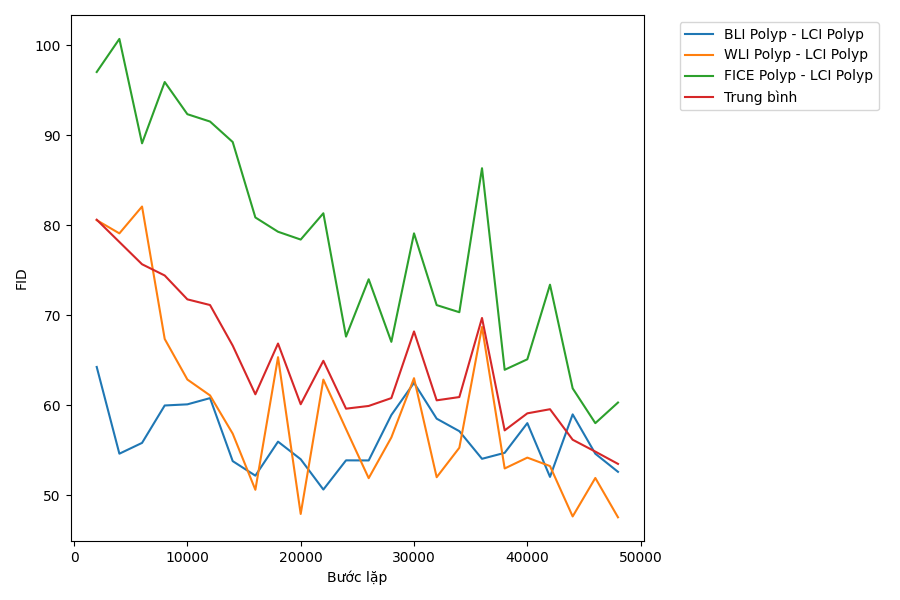 BLI Polyp - LCI Polyp
WLI Polyp - LCI Polyp
FICE Polyp - LCI Polyp
Trung bình
FID
100
90
80
70
60
50
0 10000 20000 30000 40000 50000
Bước lặp